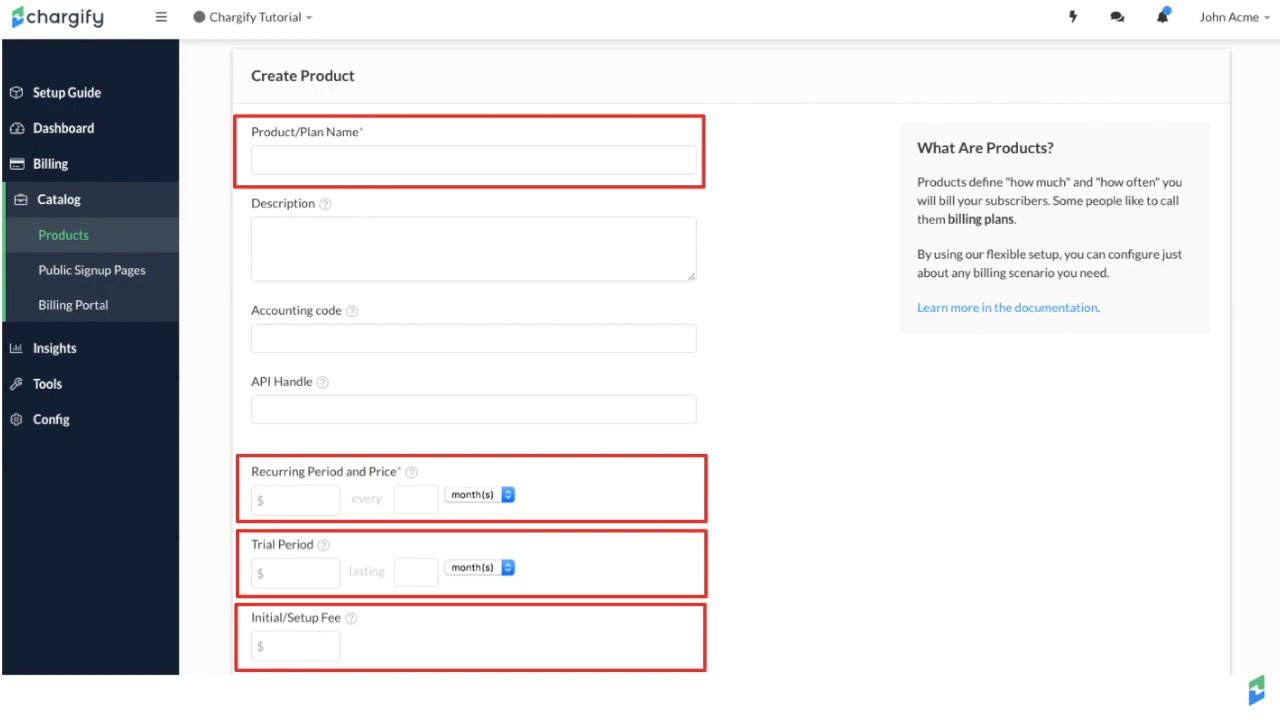 chargify
Chargify Tutorial
John Acme
Setup Guide
Dashboard
Billing
Catalog
Products
Public Signup Pages
Billing Portal
Insights
Tools
Config
Create Product
Product/Plan Name*
Description ?
Accounting code ?
API Handle ?
Recurring Period and Price* ?
$ every month(s)
Trial Period ?
$ lasting month(s)
Initial/Setup Fee ?
$
What Are Products?
Products define "how much" and "how often" you
will bill your subscribers. Some people like to call
them billing plans.
By using our flexible setup, you can configure just
about any billing scenario you need.
Learn more in the documentation.